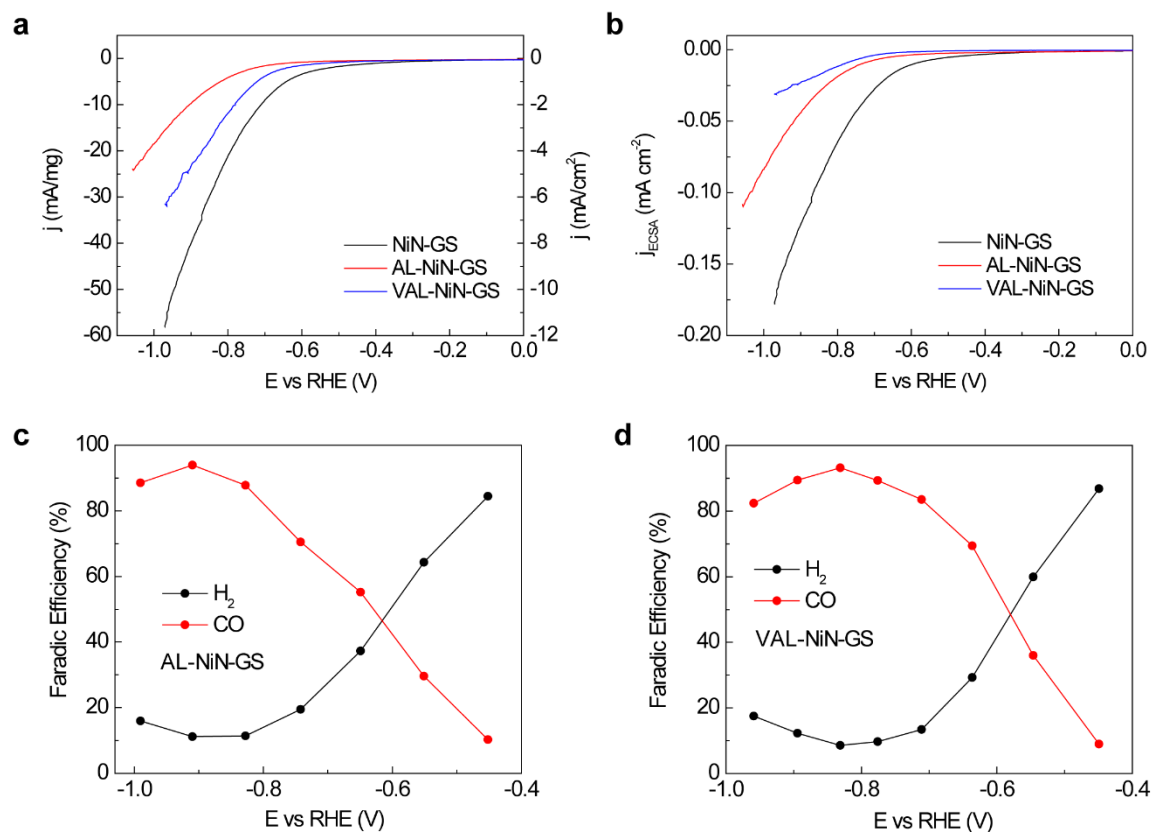 a
0
-10
-20
-30
-40
-50
-60
j (mA/mg)
0
-2
-4
-6
-8
-10
-12
j (mA/cm²)
NiN-GS
AL-NiN-GS
VAL-NiN-GS
-1.0 -0.8 -0.6 -0.4 -0.2 0.0
E vs RHE (V)
b
0.00
-0.05
-0.10
-0.15
-0.20
j_ECSA (mA cm⁻²)
NiN-GS
AL-NiN-GS
VAL-NiN-GS
-1.0 -0.8 -0.6 -0.4 -0.2 0.0
E vs RHE (V)
c
100
80
60
40
20
0
Faradic Efficiency (%)
H₂
CO
AL-NiN-GS
-1.0 -0.8 -0.6 -0.4
E vs RHE (V)
d
100
80
60
40
20
0
Faradic Efficiency (%)
H₂
CO
VAL-NiN-GS
-1.0 -0.8 -0.6 -0.4
E vs RHE (V)